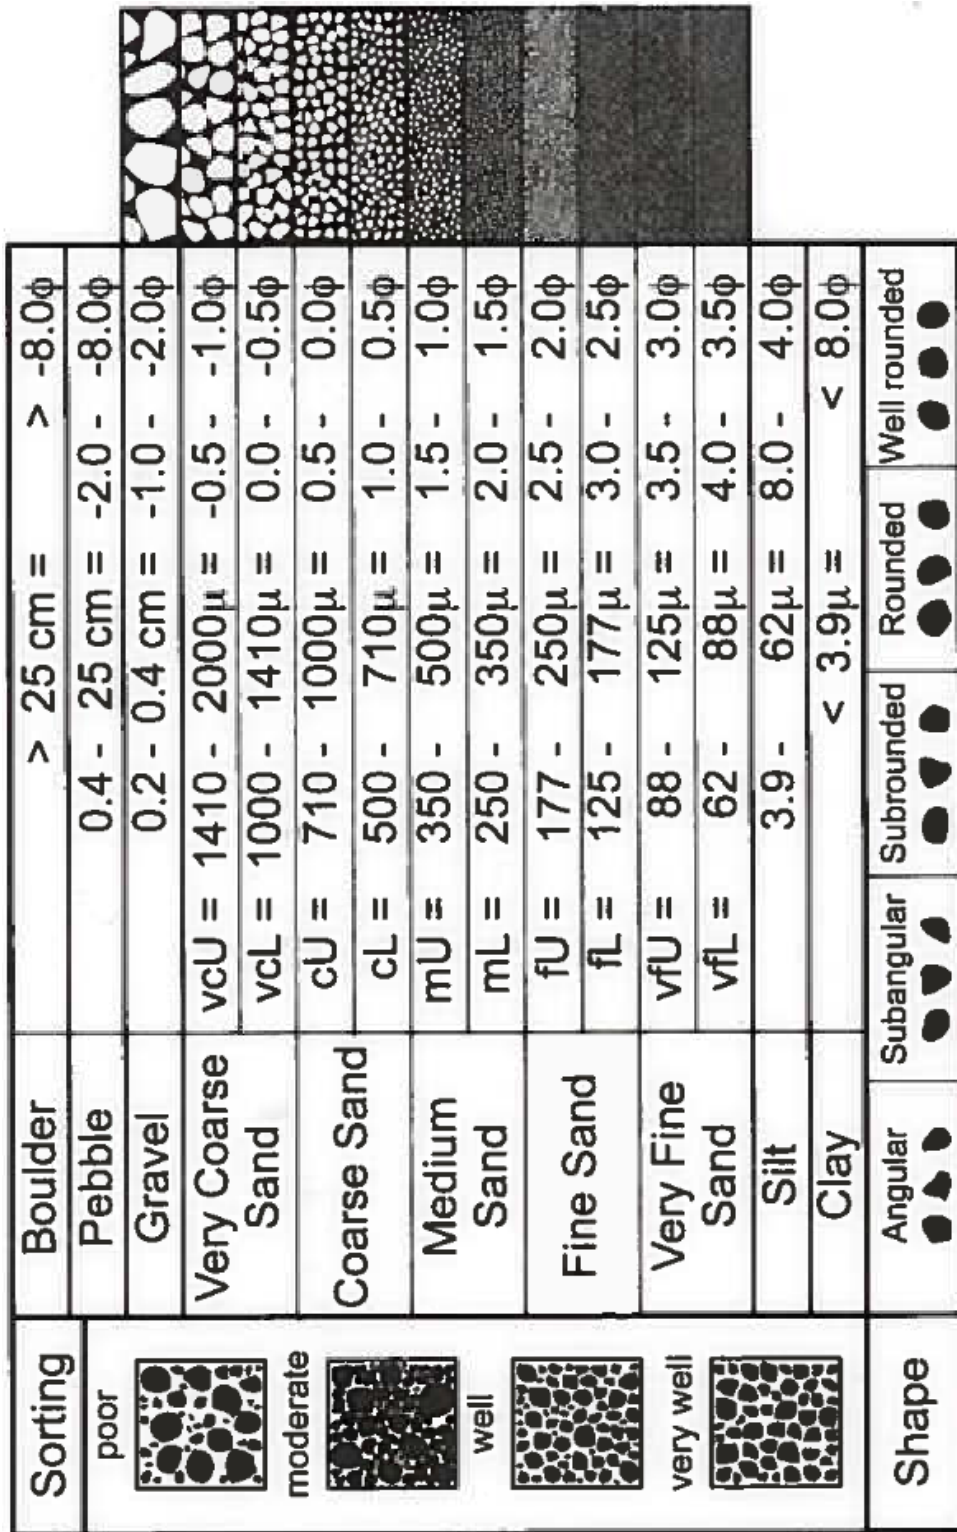 Sorting
poor
moderate
well
very well
Boulder > 25 cm = > -8.0ϕ
Pebble 0.4 - 25 cm = -2.0 - -8.0ϕ
Gravel 0.2 - 0.4 cm = -1.0 - -2.0ϕ
Very Coarse
Sand
vcU = 1410 - 2000µ = -0.5 - -1.0ϕ
vcL = 1000 - 1410µ = 0.0 - -0.5ϕ
Coarse Sand
cU = 710 - 1000µ = 0.5 - 0.0ϕ
cL = 500 - 710µ = 1.0 - 0.5ϕ
Medium
Sand
mU = 350 - 500µ = 1.5 - 1.0ϕ
mL = 250 - 350µ = 2.0 - 1.5ϕ
Fine Sand
fU = 177 - 250µ = 2.5 - 2.0ϕ
fL = 125 - 177µ = 3.0 - 2.5ϕ
Very Fine
Sand
vfU = 88 - 125µ = 3.5 - 3.0ϕ
vfL = 62 - 88µ = 4.0 - 3.5ϕ
Silt 3.9 - 62µ = 8.0 - 4.0ϕ
Clay < 3.9µ = < 8.0ϕ
Shape
Angular
Subangular
Subrounded
Rounded
Well rounded